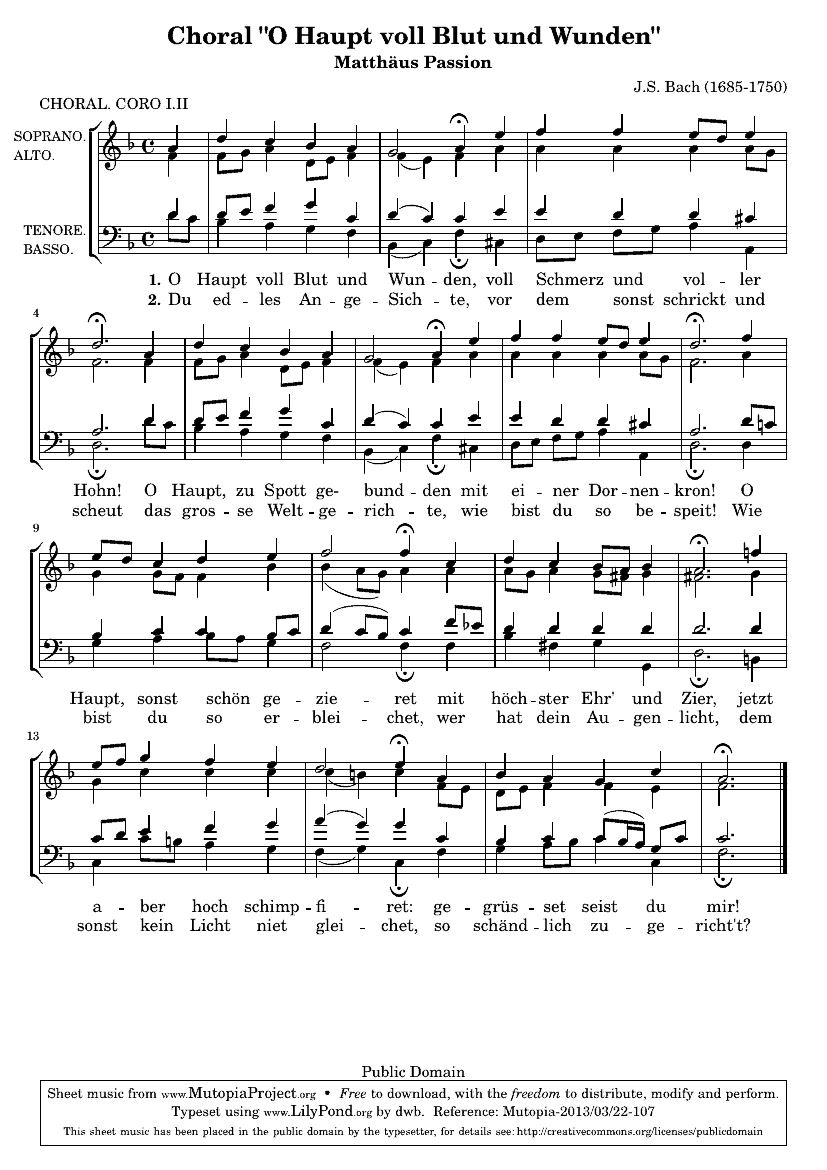 Choral "O Haupt voll Blut und Wunden"
Matthäus Passion
J.S. Bach (1685-1750)
CHORAL. CORO I.II
SOPRANO.
ALTO.
TENORE.
BASSO.
1. O Haupt voll Blut und Wun - den, voll Schmerz und vol - ler
2. Du ed - les An - ge - Sich - te, vor dem sonst schrickt und
4
Hohn! O Haupt, zu Spott ge- bund - den mit ei - ner Dor - nen - kron! O
scheut das gros - se Welt - ge - rich - te, wie bist du so be - speit! Wie
9
Haupt, sonst schön ge - zie - ret mit höch - ster Ehr' und Zier, jetzt
bist du so er - blei - chet, wer hat dein Au - gen - licht, dem
13
a - ber hoch schimp - fi - ret: ge - grüs - set seist du mir!
sonst kein Licht niet glei - chet, so schänd - lich zu - ge - richt't?
Public Domain
Sheet music from www.MutopiaProject.org • Free to download, with the freedom to distribute, modify and perform.
Typeset using www.LilyPond.org by dwb. Reference: Mutopia-2013/03/22-107
This sheet music has been placed in the public domain by the typesetter, for details see: http://creativecommons.org/licenses/publicdomain